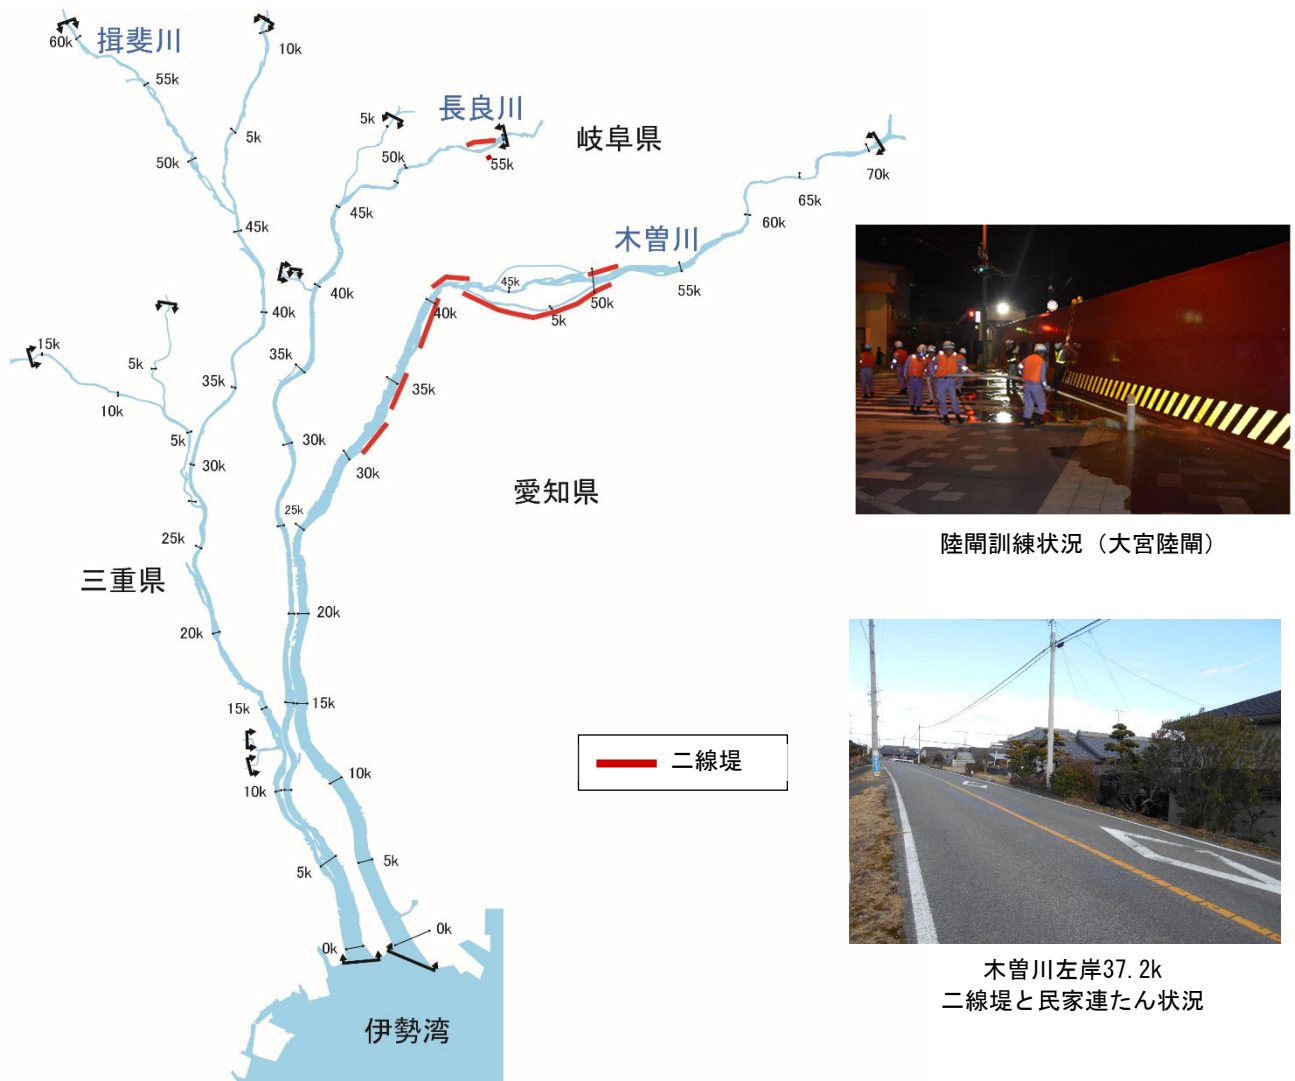 60k
揖斐川
10k
55k
5k
50k
45k
40k
35k
15k
5k
10k
5k
30k
25k
20k
15k
10k
5k
0k
長良川
岐阜県
5k
50k
55k
45k
40k
35k
30k
25k
木曽川
70k
65k
60k
55k
50k
45k
5k
40k
35k
30k
20k
15k
10k
5k
0k
三重県
愛知県
伊勢湾
二線堤
陸閘訓練状況（大宮陸閘）
木曽川左岸37.2k
二線堤と民家連たん状況